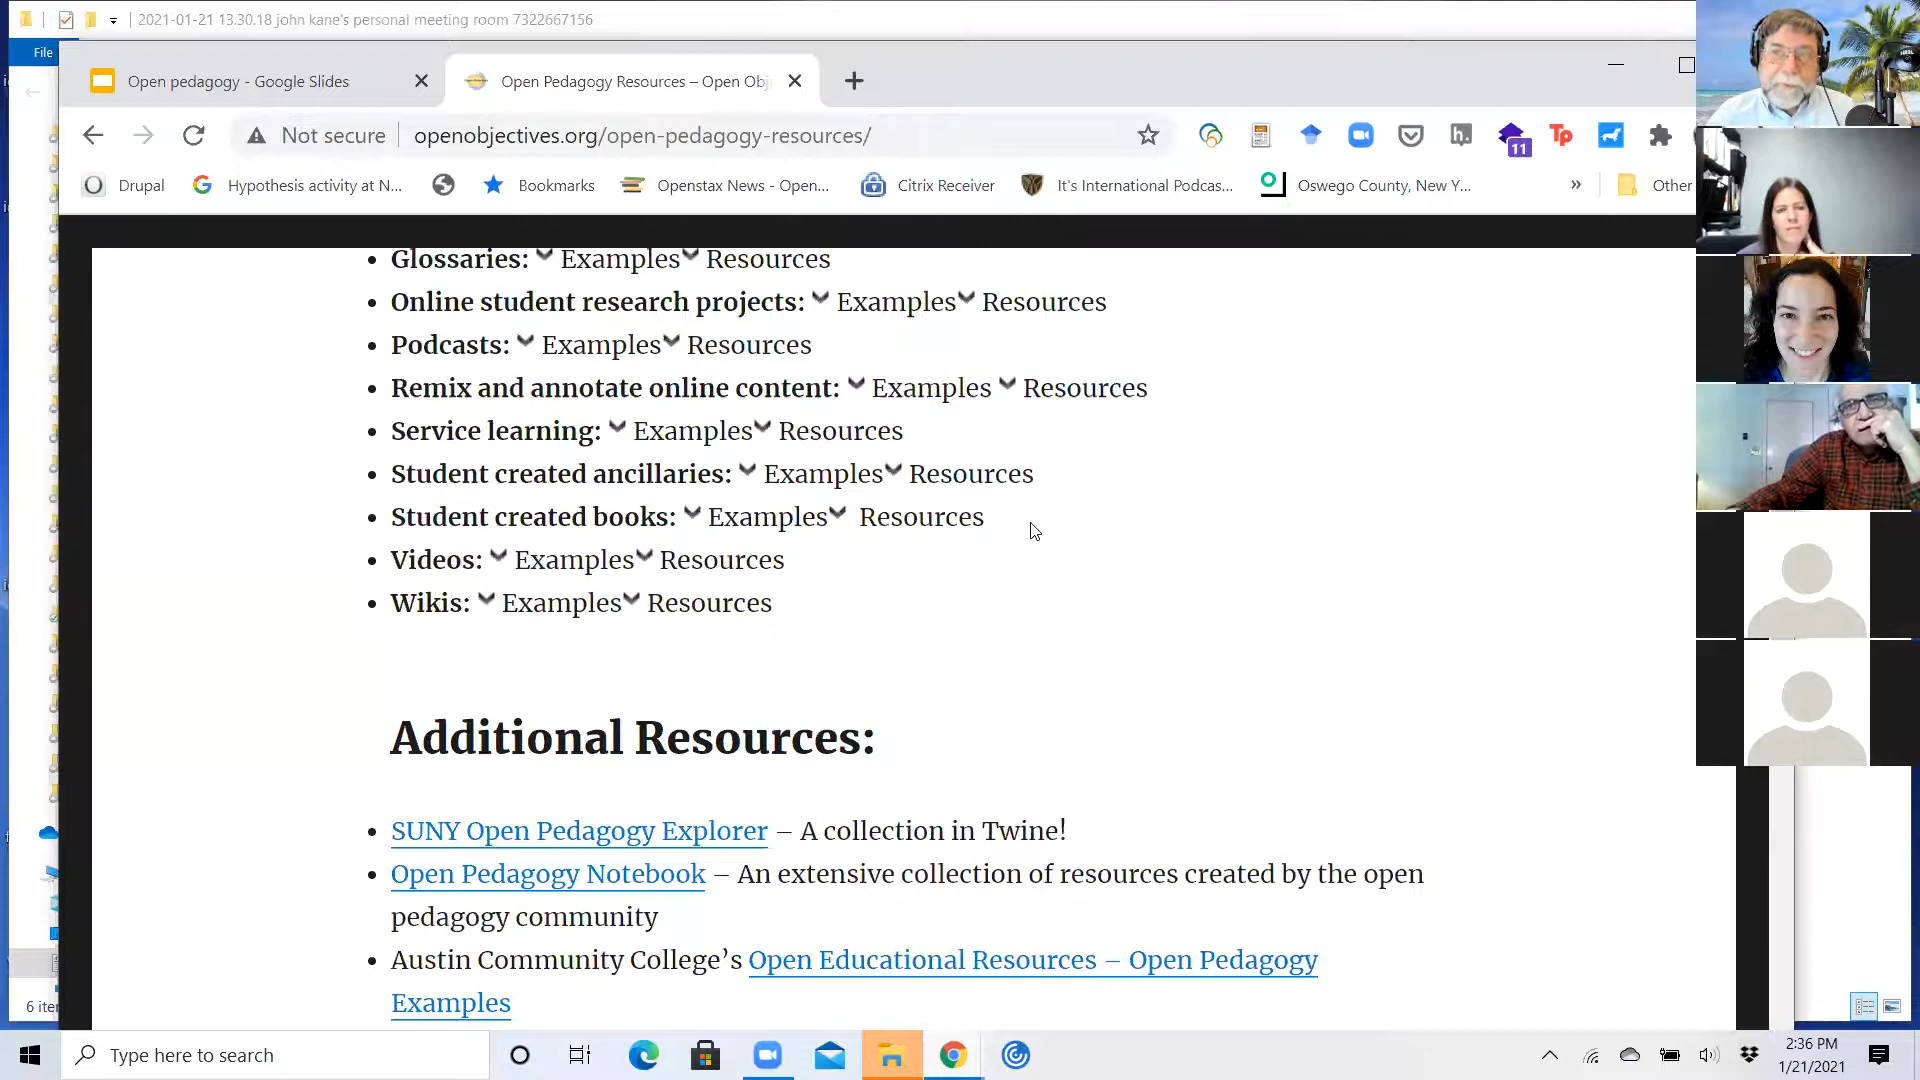 2021-01-21 13.30.18 john kane's personal meeting room 7322667156
File
Open pedagogy - Google Slides
Open Pedagogy Resources – Open Obj
Not secure
openobjectives.org/open-pedagogy-resources/
h.
11
Tp
Drupal
Hypothesis activity at N...
Bookmarks
Openstax News - Open...
Citrix Receiver
It's International Podcas...
Oswego County, New Y...
»
Other
• Glossaries: Examples Resources
• Online student research projects: Examples Resources
• Podcasts: Examples Resources
• Remix and annotate online content: Examples Resources
• Service learning: Examples Resources
• Student created ancillaries: Examples Resources
• Student created books: Examples Resources
• Videos: Examples Resources
• Wikis: Examples Resources
Additional Resources:
• SUNY Open Pedagogy Explorer – A collection in Twine!
• Open Pedagogy Notebook – An extensive collection of resources created by the open
pedagogy community
• Austin Community College’s Open Educational Resources – Open Pedagogy
Examples
Type here to search
2:36 PM
1/21/2021